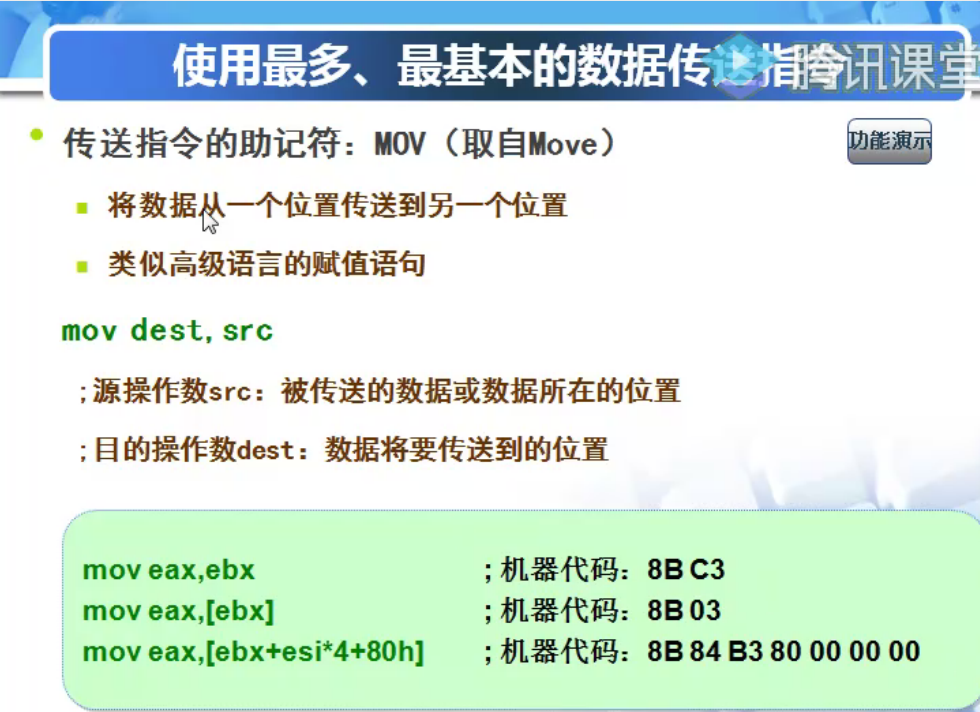 使用最多、最基本的数据传送指令
腾讯课堂
传送指令的助记符：MOV（取自Move）
功能演示
将数据从一个位置传送到另一个位置
类似高级语言的赋值语句
mov dest,src
;源操作数src：被传送的数据或数据所在的位置
;目的操作数dest：数据将要传送到的位置
mov eax,ebx ;机器代码：8B C3
mov eax,[ebx] ;机器代码：8B 03
mov eax,[ebx+esi*4+80h] ;机器代码：8B 84 B3 80 00 00 00